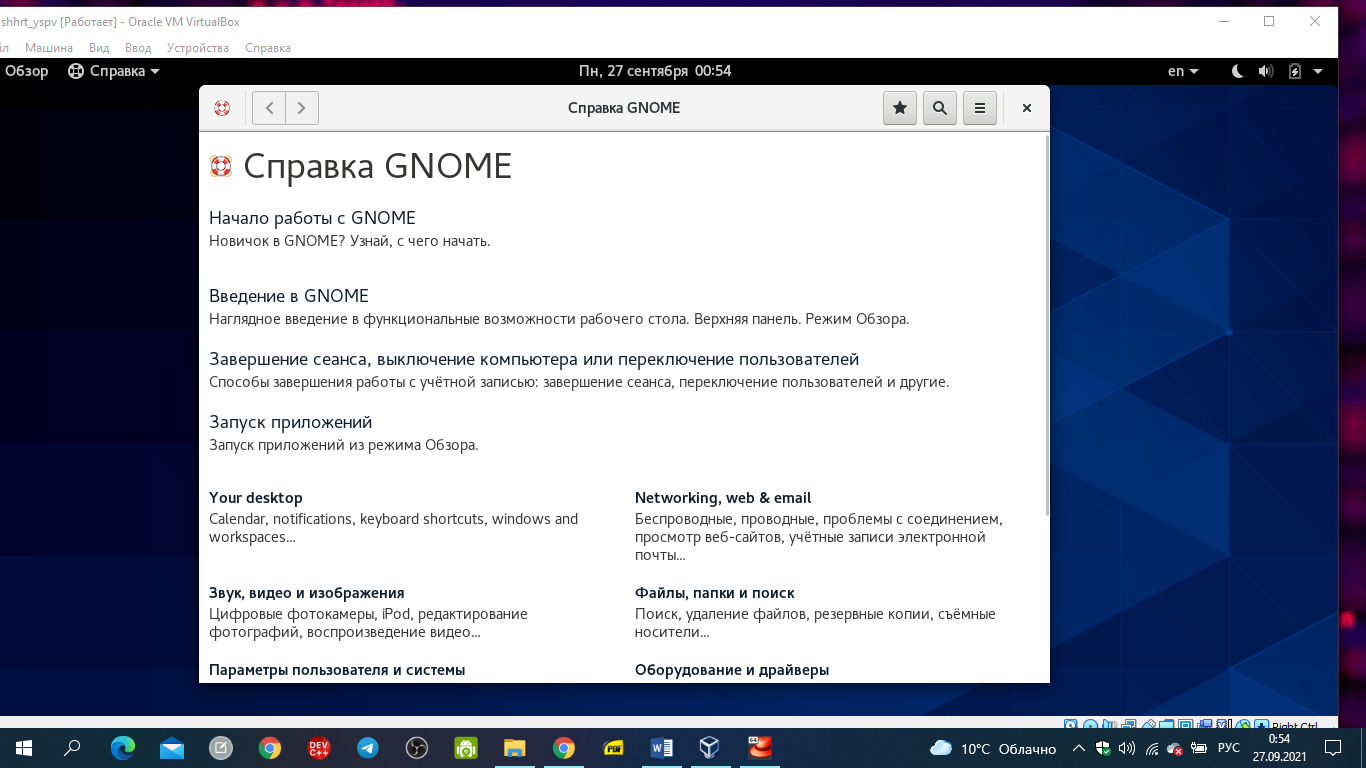 shhrt_yspv [Работает] - Oracle VM VirtualBox
йл Машина Вид Ввод Устройства Справка
Обзор Справка Пн, 27 сентября 00:54 en
Справка GNOME
Справка GNOME
Начало работы с GNOME
Новичок в GNOME? Узнай, с чего начать.
Введение в GNOME
Наглядное введение в функциональные возможности рабочего стола. Верхняя панель. Режим Обзора.
Завершение сеанса, выключение компьютера или переключение пользователей
Способы завершения работы с учётной записью: завершение сеанса, переключение пользователей и другие.
Запуск приложений
Запуск приложений из режима Обзора.
Your desktop
Calendar, notifications, keyboard shortcuts, windows and
workspaces…
Networking, web & email
Беспроводные, проводные, проблемы с соединением,
просмотр веб-сайтов, учётные записи электронной
почты…
Звук, видео и изображения
Цифровые фотокамеры, iPod, редактирование
фотографий, воспроизведение видео…
Файлы, папки и поиск
Поиск, удаление файлов, резервные копии, съёмные
носители…
Параметры пользователя и системы
Оборудование и драйверы
Right Ctrl
DEV C++
PDF
64
10°C Облачно
РУС
0:54
27.09.2021